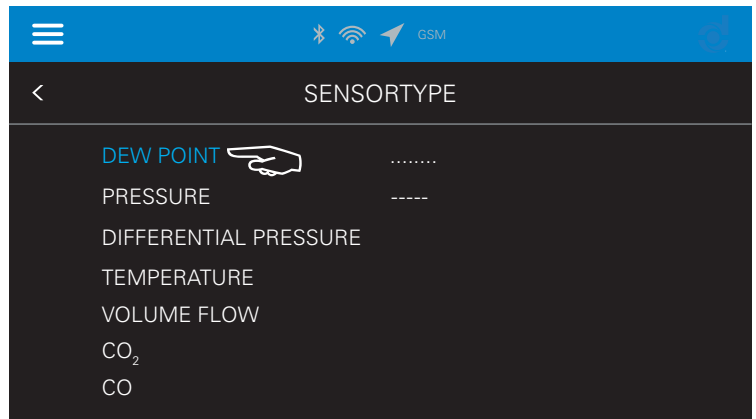 GSM
< SENSORTYPE
DEW POINT ........
PRESSURE -----
DIFFERENTIAL PRESSURE
TEMPERATURE
VOLUME FLOW
CO₂
CO